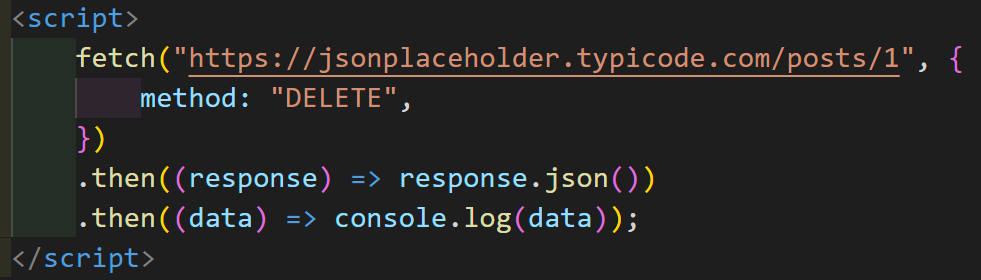 <script>
    fetch("https://jsonplaceholder.typicode.com/posts/1", {
        method: "DELETE",
    })
    .then((response) => response.json())
    .then((data) => console.log(data));
</script>